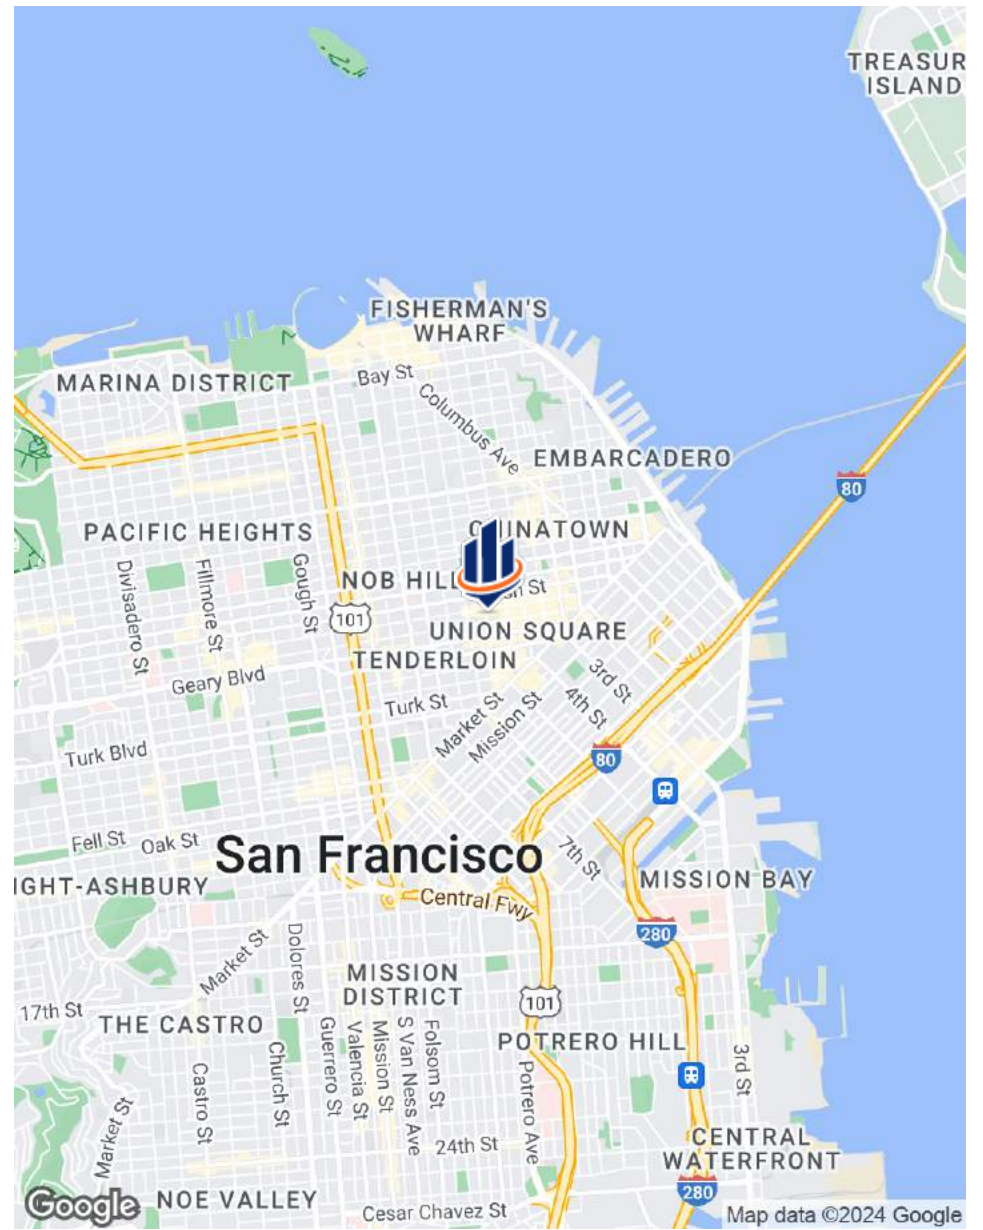 TREASUR
ISLAND
FISHERMAN'S
WHARF
MARINA DISTRICT
Bay St
Columbus Ave
EMBARCADERO
80
PACIFIC HEIGHTS
CHINATOWN
Divisadero St
Fillmore St
Gough St
NOB HILL
St
101
UNION SQUARE
TENDERLOIN
Geary Blvd
3rd St
4th St
Turk St
Market St
Mission St
Turk Blvd
80
Fell St
Oak St
San Francisco
7th St
IGHT-ASHBURY
MISSION BAY
Central Fwy
280
Market St
Dolores St
MISSION
DISTRICT
101
17th St
THE CASTRO
POTRERO HILL
Guerrero St
Valencia St
Mission St
S Van Ness Ave
Folsom St
Church St
Castro St
Potrero Ave
3rd St
Market St
24th St
CENTRAL
WATERFRONT
280
Google
NOE VALLEY
Cesar Chavez St
Map data ©2024 Google